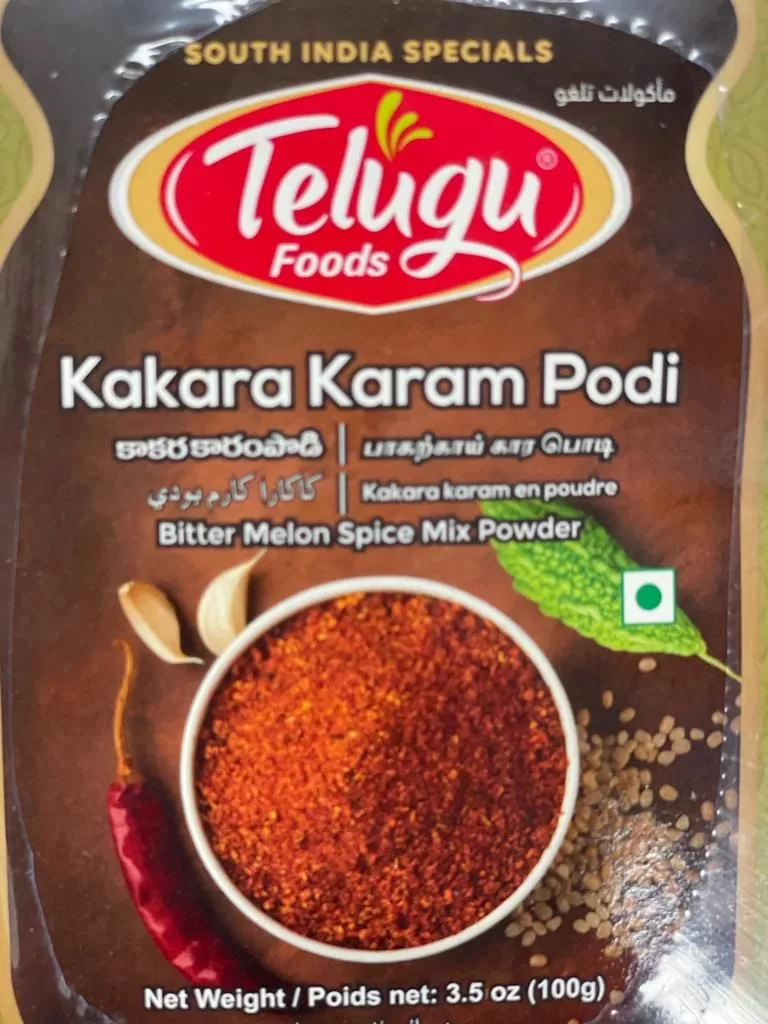 SOUTH INDIA SPECIALS
مأكولات تلغو
Telugu ®
Foods
Kakara Karam Podi
కాకర కారంపొడి | பாகற்காய் கார பொடி
كاكارا كارم بودي | Kakara karam en poudre
Bitter Melon Spice Mix Powder
Net Weight / Poids net: 3.5 oz (100g)